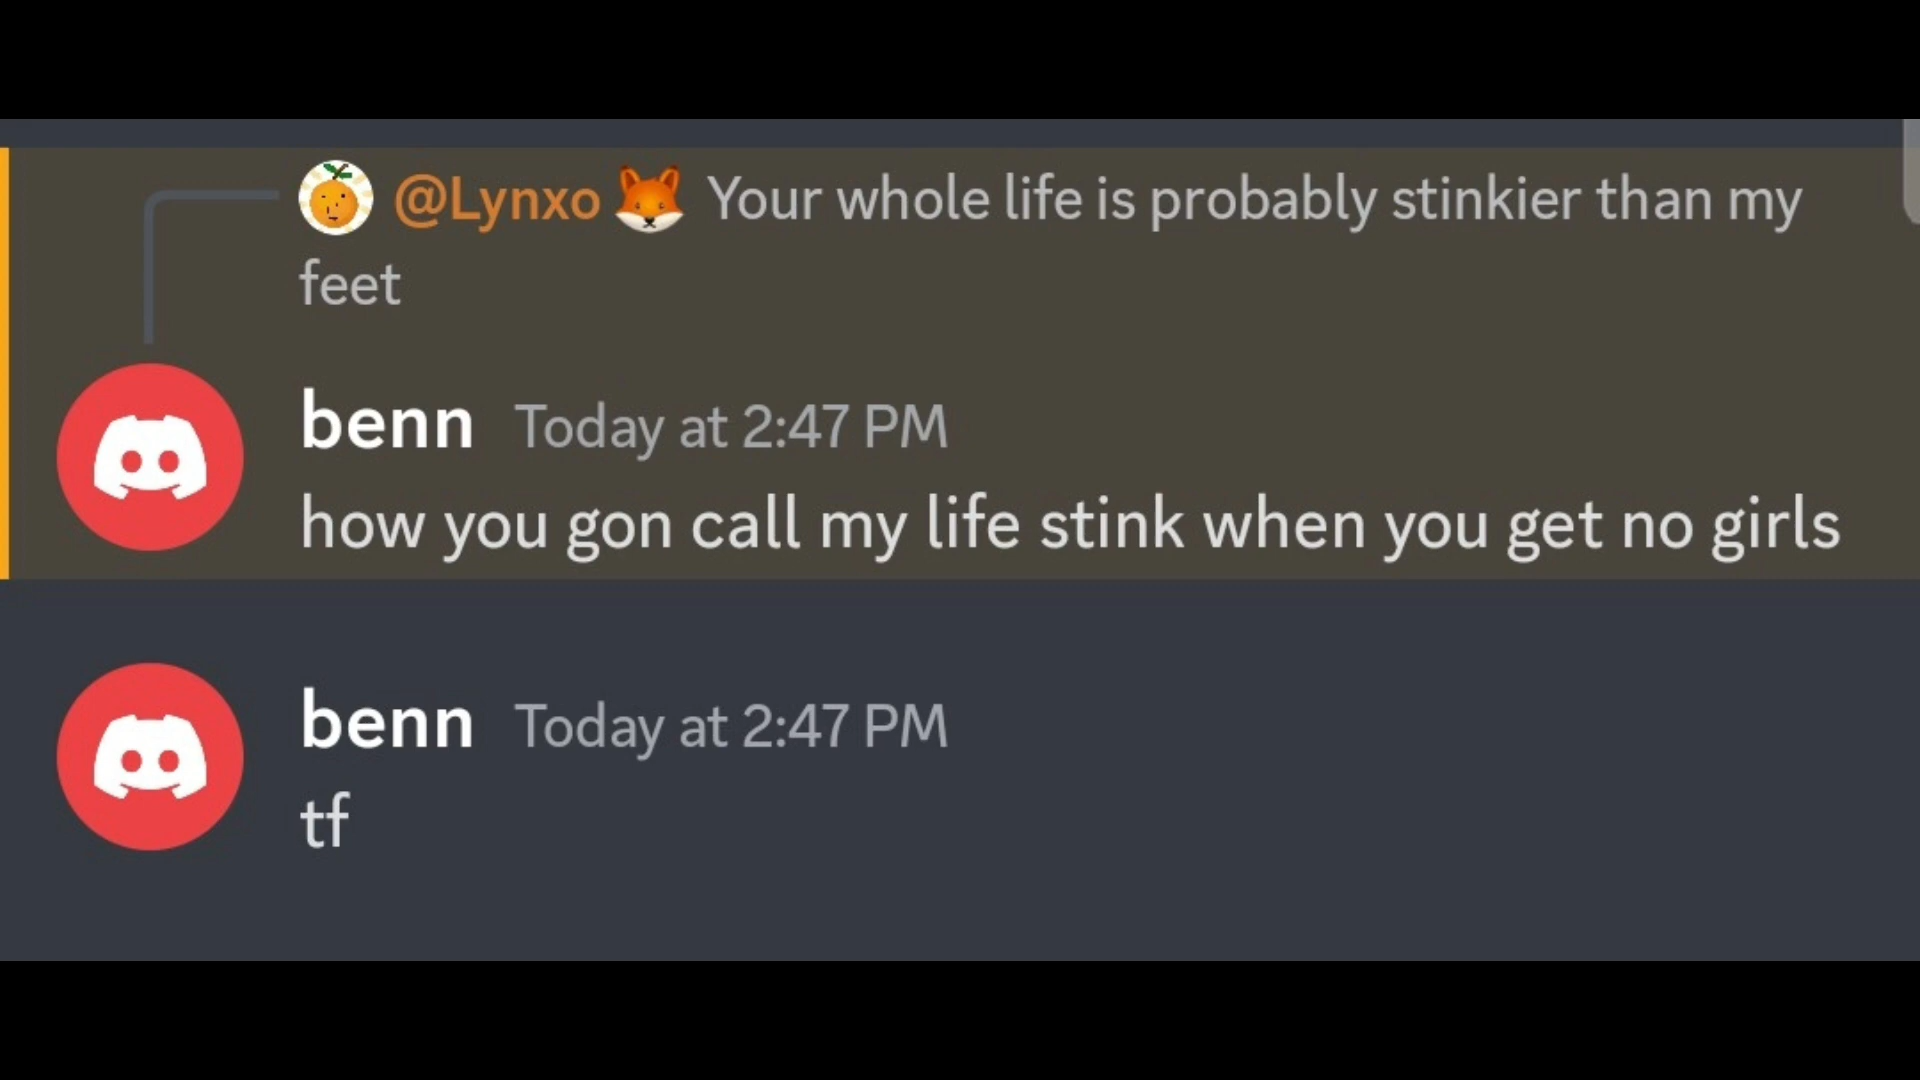 @Lynxo🦊 Your whole life is probably stinkier than my
feet
benn Today at 2:47 PM
how you gon call my life stink when you get no girls
benn Today at 2:47 PM
tf